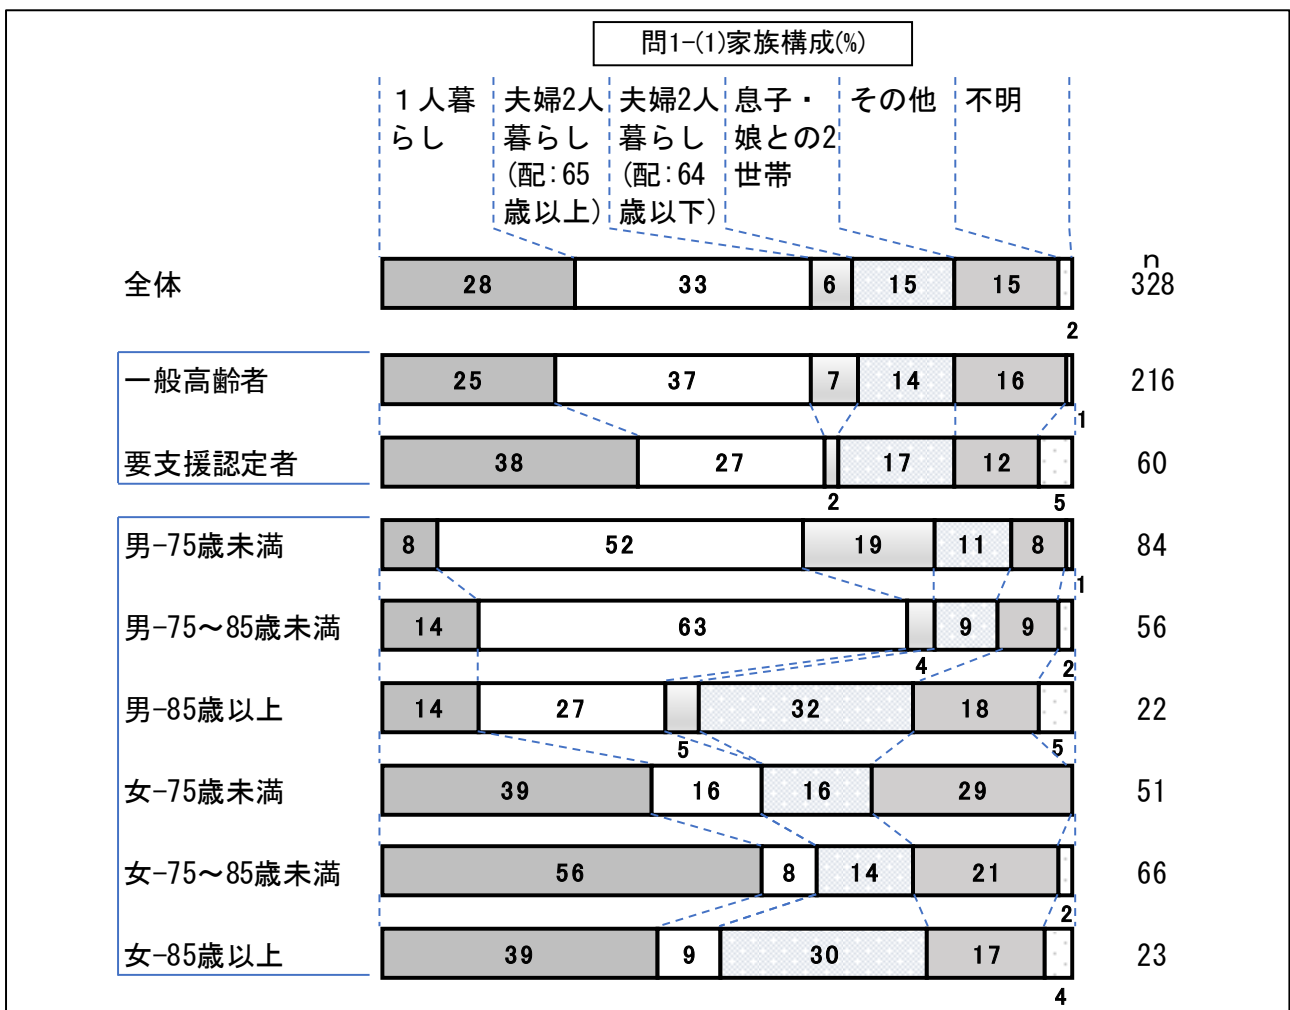 問1-(1)家族構成(%)
１人暮らし
夫婦2人暮らし(配:65歳以上)
夫婦2人暮らし(配:64歳以下)
息子・娘との2世帯
その他
不明
n
全体 28 33 6 15 15 328
2
一般高齢者 25 37 7 14 16 216
1
要支援認定者 38 27 17 12 60
2 5
男-75歳未満 8 52 19 11 8 84
1
男-75～85歳未満 14 63 9 9 56
4 2
男-85歳以上 14 27 32 18 22
5 5
女-75歳未満 39 16 16 29 51
女-75～85歳未満 56 8 14 21 66
2
女-85歳以上 39 9 30 17 23
4